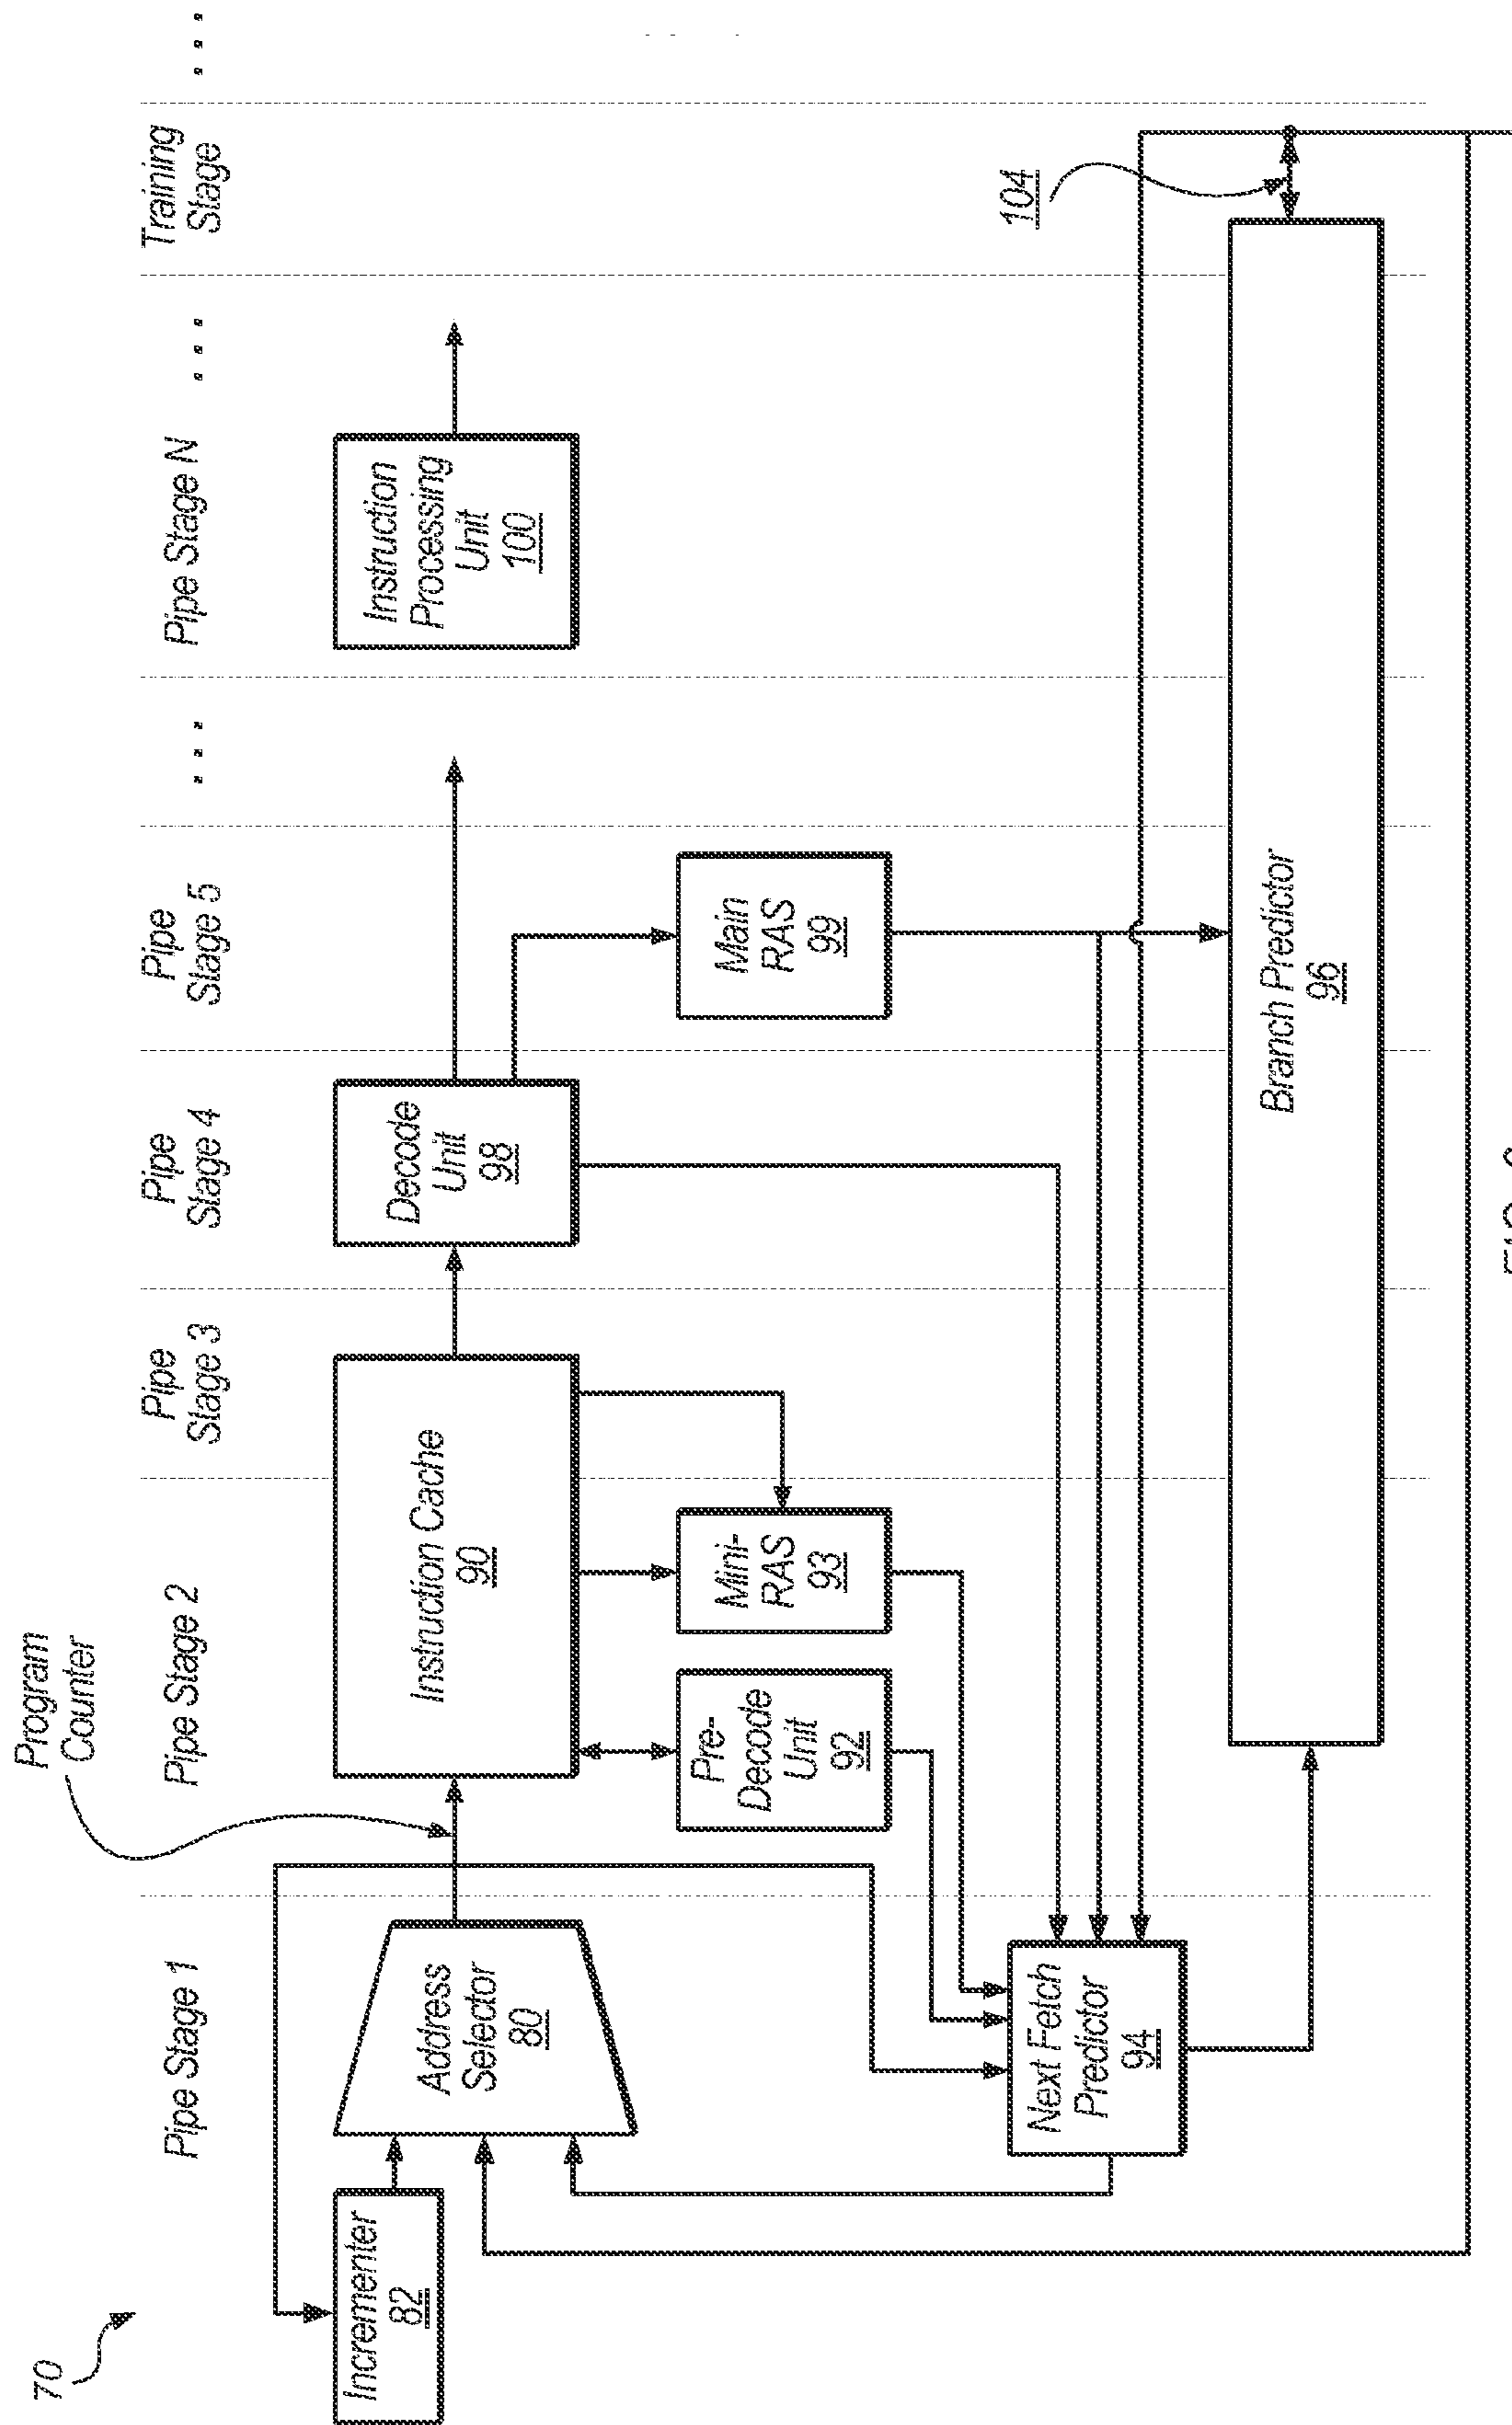 70
Program
Counter
Pipe Stage 1
Pipe Stage 2
Pipe
Stage 3
Pipe
Stage 4
Pipe
Stage 5
. . .
Pipe Stage N
. . .
Training
Stage
. . .
Incrementer
82
Address
Selector
80
Instruction Cache
90
Decode
Unit
98
Instruction
Processing
Unit
100
Pre-
Decode
Unit
92
Mini-
RAS
93
Main
RAS
99
Next Fetch
Predictor
94
104
Branch Predictor
96